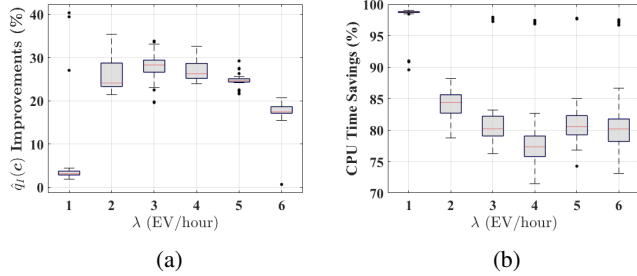 40
30
20
10
0
q̂_I(c) Improvements (%)
1 2 3 4 5 6
λ (EV/hour)
(a)
100
95
90
85
80
75
70
CPU Time Savings (%)
1 2 3 4 5 6
λ (EV/hour)
(b)